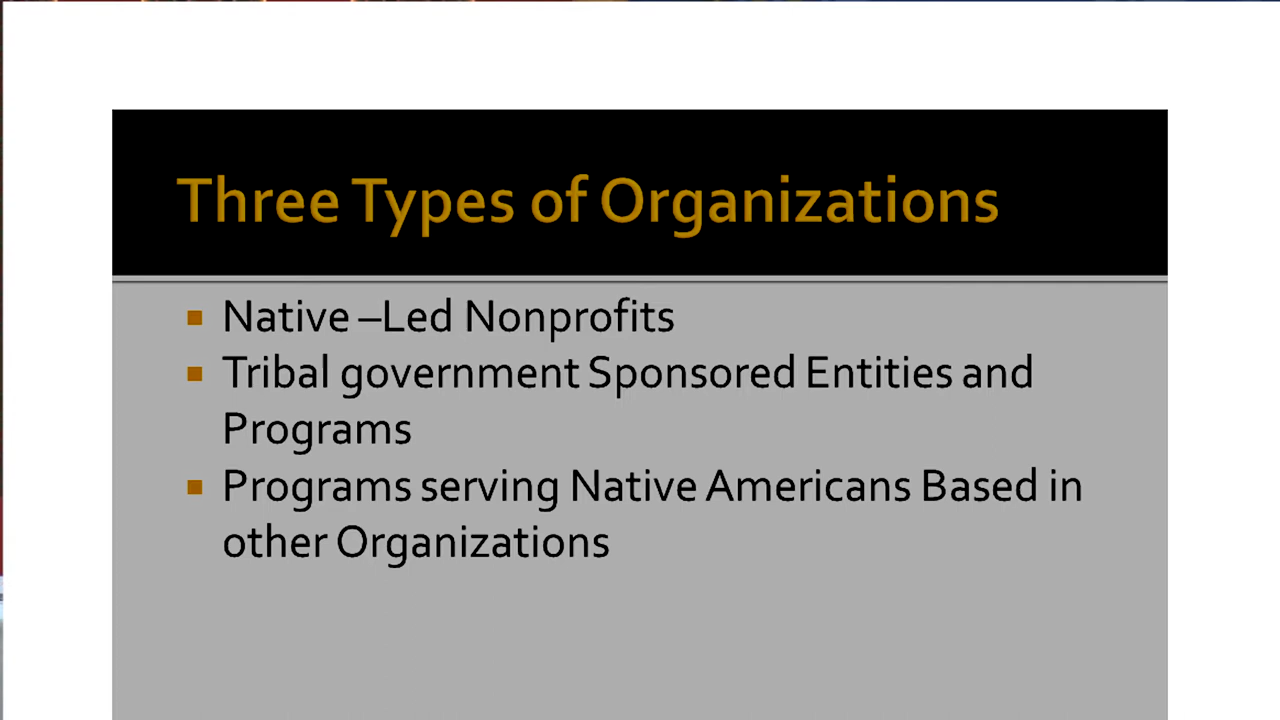 Three Types of Organizations
Native –Led Nonprofits
Tribal government Sponsored Entities and
Programs
Programs serving Native Americans Based in
other Organizations